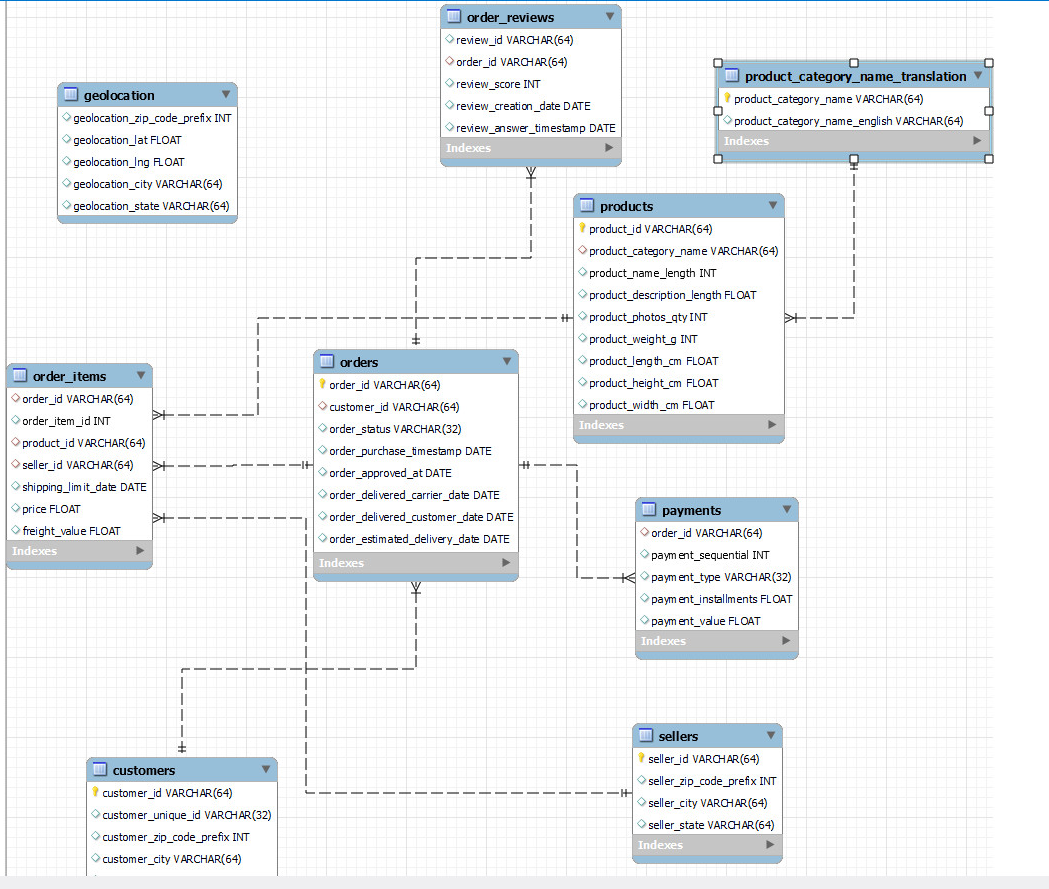 order_reviews
review_id VARCHAR(64)
order_id VARCHAR(64)
review_score INT
review_creation_date DATE
review_answer_timestamp DATE
Indexes
product_category_name_translation
product_category_name VARCHAR(64)
product_category_name_english VARCHAR(64)
Indexes
geolocation
geolocation_zip_code_prefix INT
geolocation_lat FLOAT
geolocation_lng FLOAT
geolocation_city VARCHAR(64)
geolocation_state VARCHAR(64)
products
product_id VARCHAR(64)
product_category_name VARCHAR(64)
product_name_length INT
product_description_length FLOAT
product_photos_qty INT
product_weight_g INT
product_length_cm FLOAT
product_height_cm FLOAT
product_width_cm FLOAT
Indexes
order_items
order_id VARCHAR(64)
order_item_id INT
product_id VARCHAR(64)
seller_id VARCHAR(64)
shipping_limit_date DATE
price FLOAT
freight_value FLOAT
Indexes
orders
order_id VARCHAR(64)
customer_id VARCHAR(64)
order_status VARCHAR(32)
order_purchase_timestamp DATE
order_approved_at DATE
order_delivered_carrier_date DATE
order_delivered_customer_date DATE
order_estimated_delivery_date DATE
Indexes
payments
order_id VARCHAR(64)
payment_sequential INT
payment_type VARCHAR(32)
payment_installments FLOAT
payment_value FLOAT
Indexes
customers
customer_id VARCHAR(64)
customer_unique_id VARCHAR(32)
customer_zip_code_prefix INT
customer_city VARCHAR(64)
sellers
seller_id VARCHAR(64)
seller_zip_code_prefix INT
seller_city VARCHAR(64)
seller_state VARCHAR(64)
Indexes